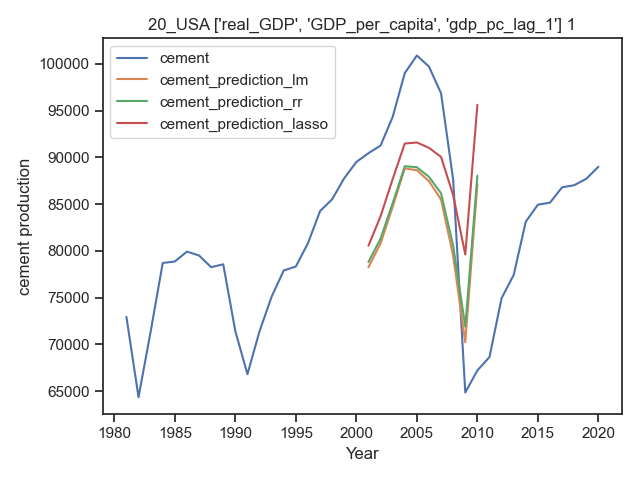 20_USA ['real_GDP', 'GDP_per_capita', 'gdp_pc_lag_1'] 1
cement
cement_prediction_lm
cement_prediction_rr
cement_prediction_lasso
100000
95000
90000
85000
80000
75000
70000
65000
cement production
1980 1985 1990 1995 2000 2005 2010 2015 2020
Year